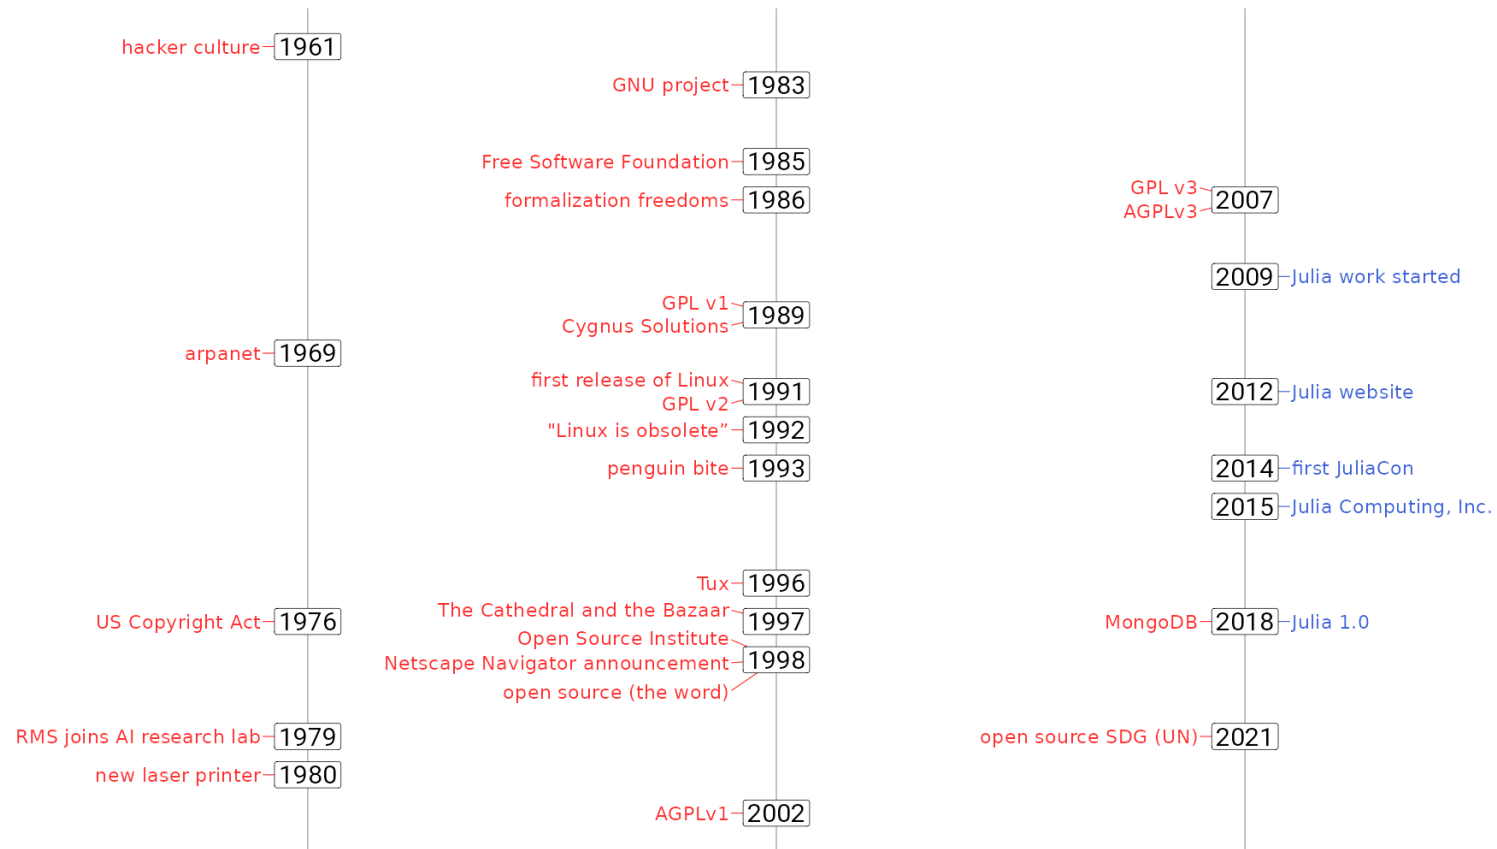 hacker culture 1961
arpanet 1969
US Copyright Act 1976
RMS joins AI research lab 1979
new laser printer 1980
GNU project 1983
Free Software Foundation 1985
formalization freedoms 1986
GPL v1
1989
Cygnus Solutions
first release of Linux
1991
GPL v2
"Linux is obsolete” 1992
penguin bite 1993
Tux 1996
The Cathedral and the Bazaar
1997
Open Source Institute
Netscape Navigator announcement 1998
open source (the word)
AGPLv1 2002
GPL v3
2007
AGPLv3
2009 Julia work started
2012 Julia website
2014 first JuliaCon
2015 Julia Computing, Inc.
MongoDB 2018 Julia 1.0
open source SDG (UN) 2021